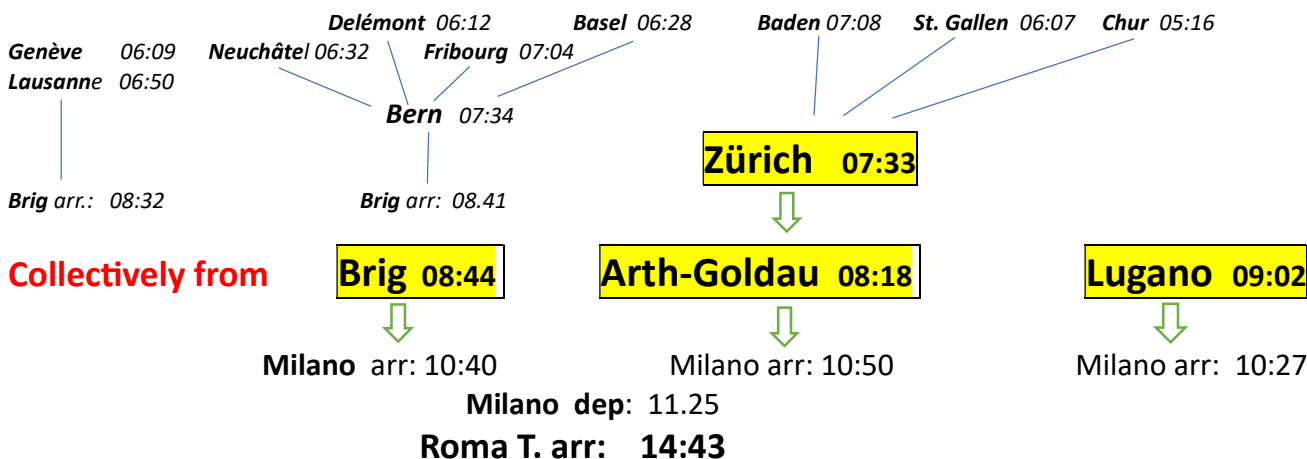 Delémont 06:12 Basel 06:28 Baden 07:08 St. Gallen 06:07 Chur 05:16
Genève 06:09 Neuchâtel 06:32 Fribourg 07:04
Lausanne 06:50
Bern 07:34
Zürich 07:33
Brig arr.: 08:32 Brig arr: 08.41
Collectively from Brig 08:44 Arth-Goldau 08:18 Lugano 09:02
Milano arr: 10:40 Milano arr: 10:50 Milano arr: 10:27
Milano dep: 11.25
Roma T. arr: 14:43